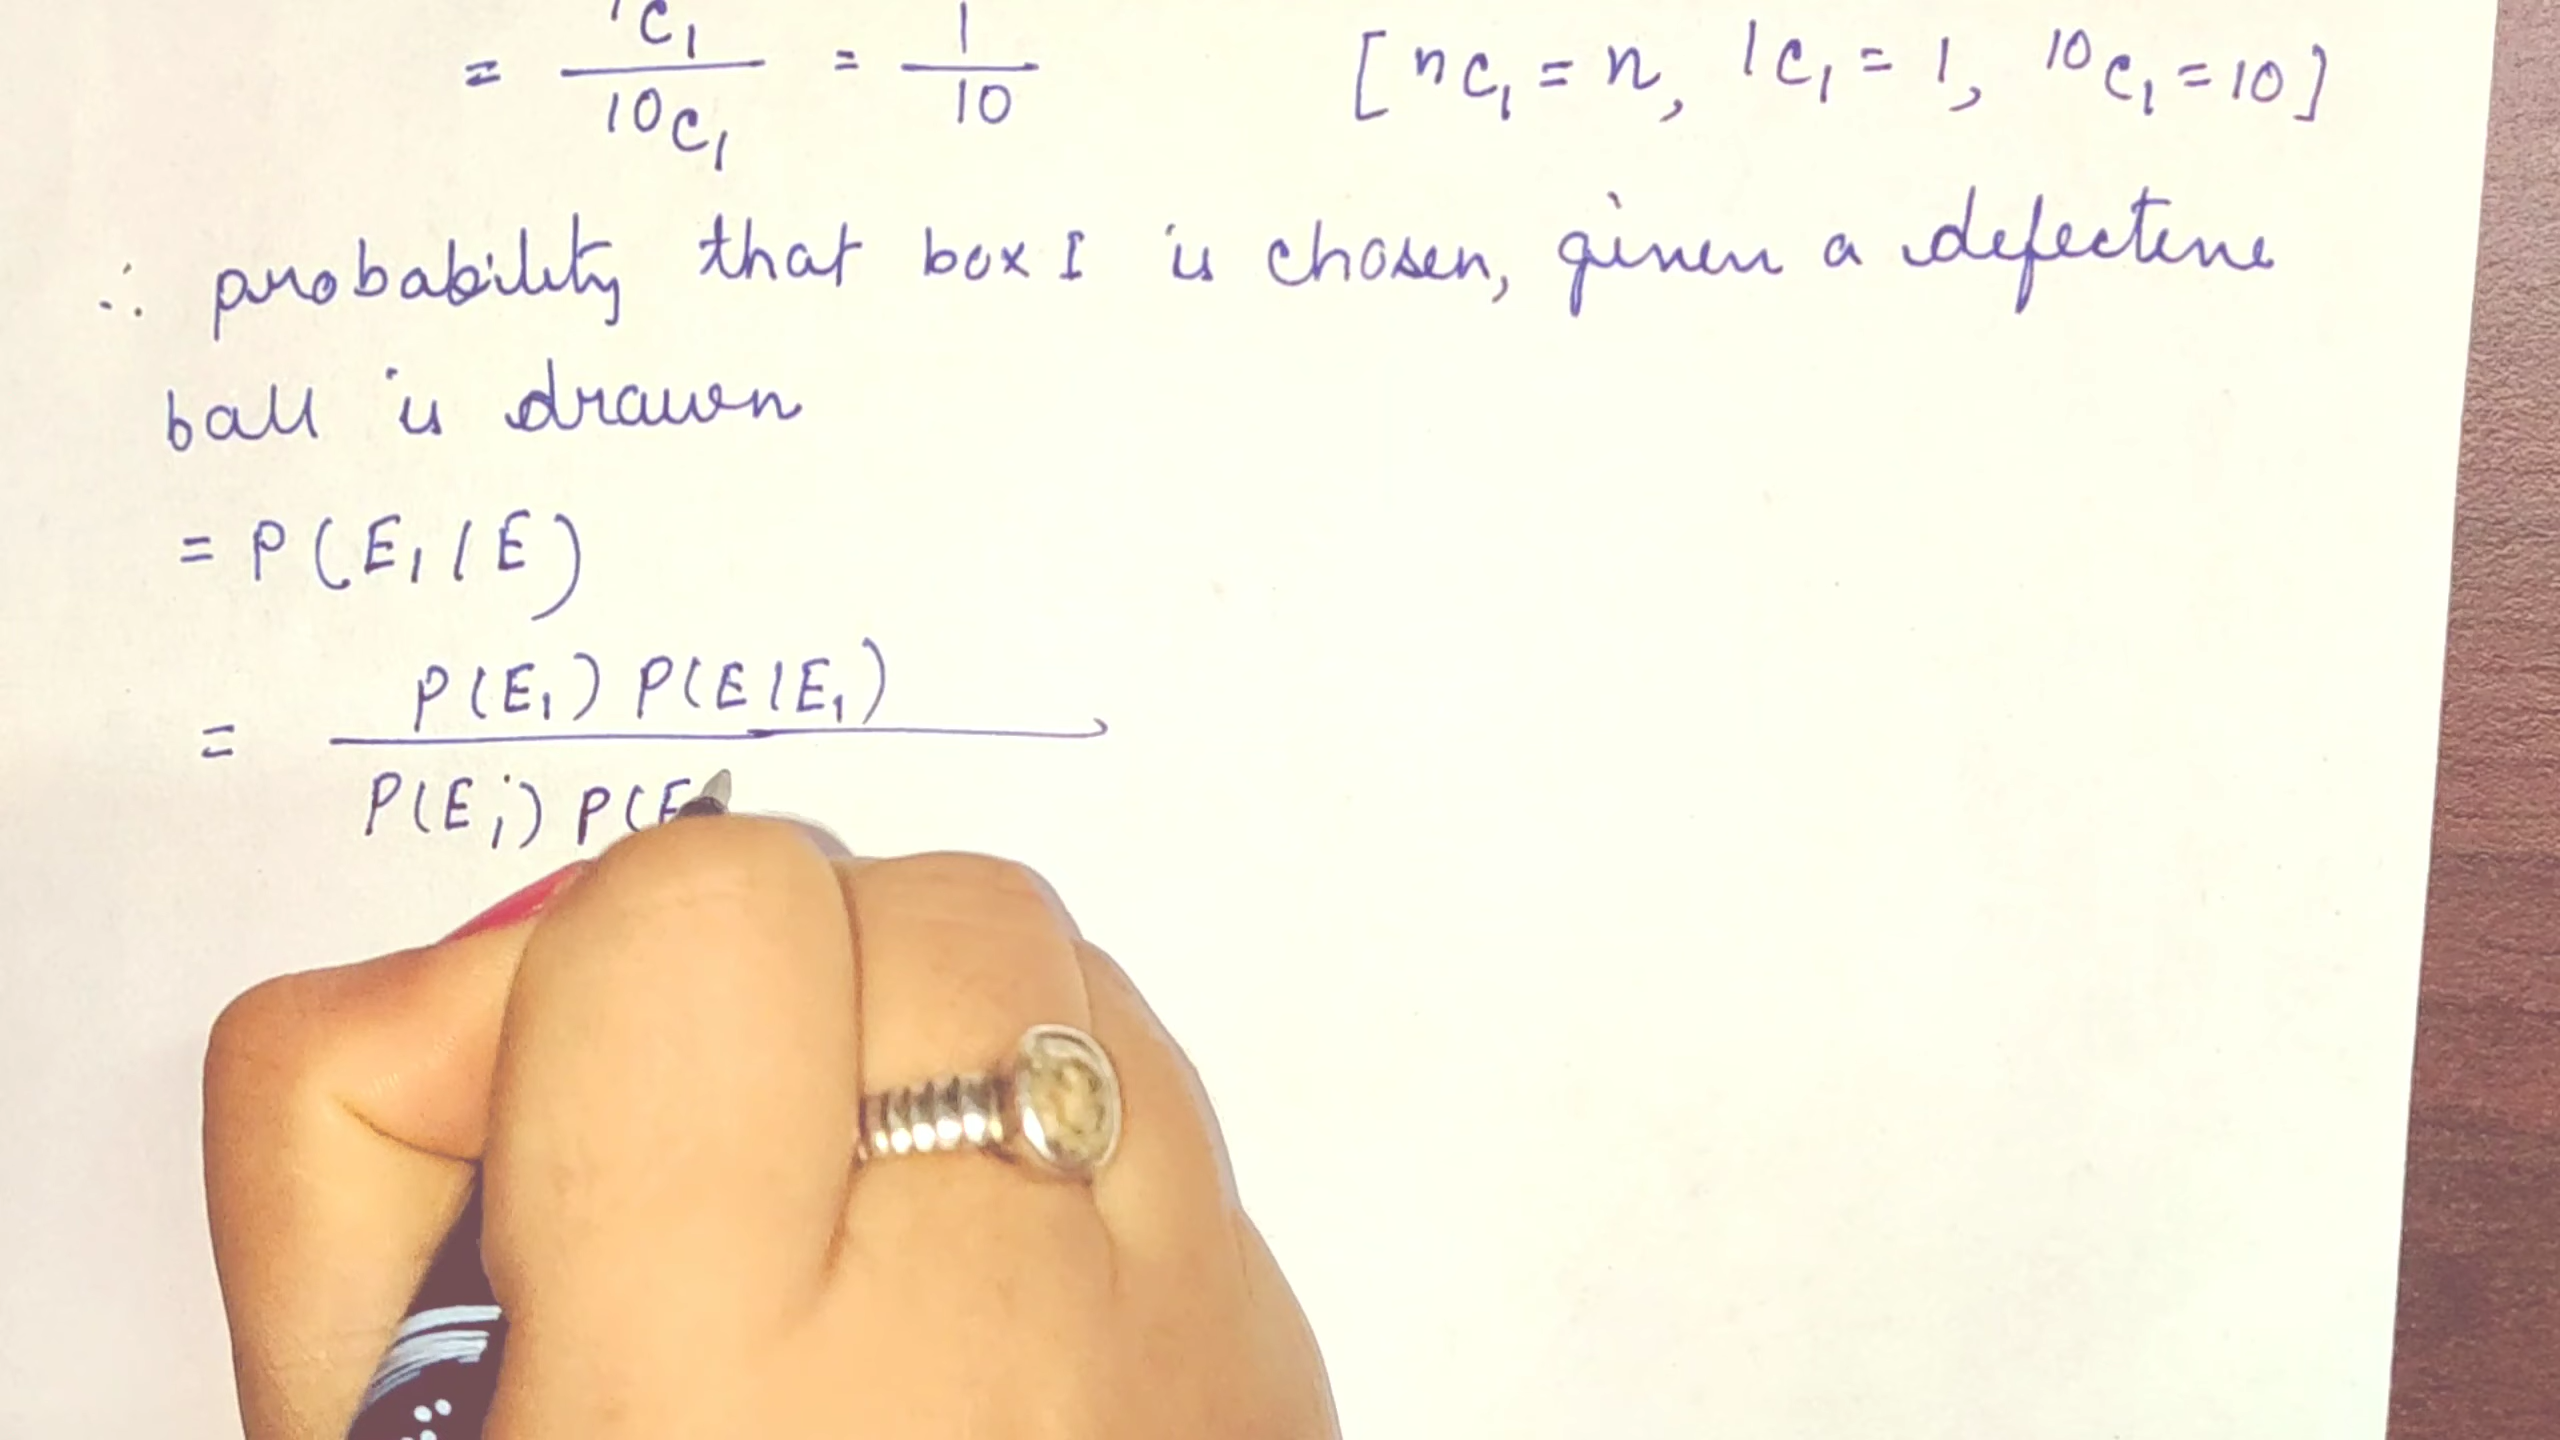 = 1C1 / 10C1 = 1 / 10 [nC1 = n, 1C1 = 1, 10C1 = 10]
∴ probability that box I is chosen, given a defective
ball is drawn
= P(E1/E)
= P(E1) P(E/E1)
P(E1) P(E